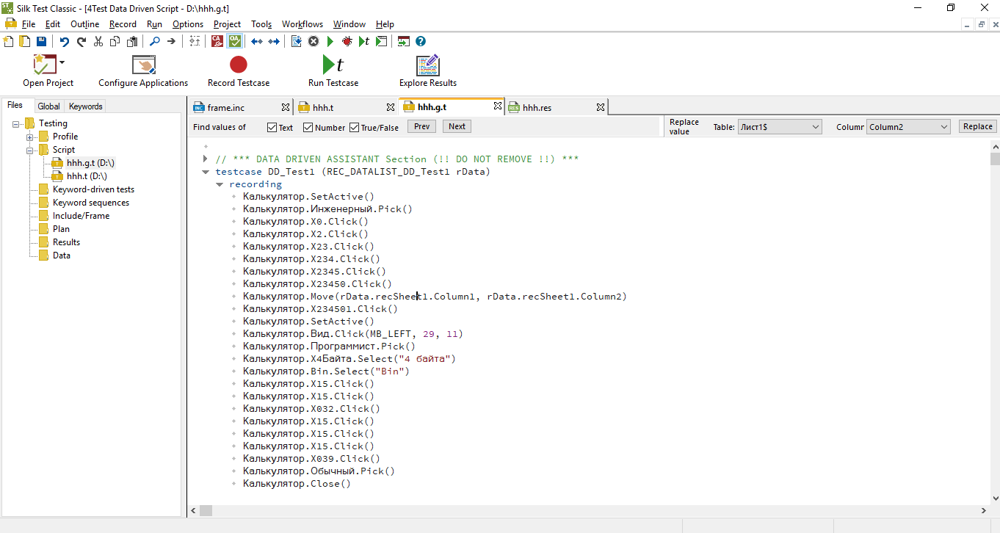 Silk Test Classic - [4Test Data Driven Script - D:\hhh.g.t]
File Edit Outline Record Run Options Project Tools Workflows Window Help
Open Project Configure Applications Record Testcase Run Testcase Explore Results
Files Global Keywords
frame.inc hhh.t hhh.g.t hhh.res
Find values of Text Number True/False Prev Next Replace value Table: Лист1$ Column Column2 Replace
Testing
Profile
Script
hhh.g.t (D:\)
hhh.t (D:\)
Keyword-driven tests
Keyword sequences
Include/Frame
Plan
Results
Data
// *** DATA DRIVEN ASSISTANT Section (!! DO NOT REMOVE !!) ***
testcase DD_Test1 (REC_DATALIST_DD_Test1 rData)
recording
Калькулятор.SetActive()
Калькулятор.Инженерный.Pick()
Калькулятор.X0.Click()
Калькулятор.X2.Click()
Калькулятор.X23.Click()
Калькулятор.X234.Click()
Калькулятор.X2345.Click()
Калькулятор.X23450.Click()
Калькулятор.Move(rData.recSheet1.Column1, rData.recSheet1.Column2)
Калькулятор.X234501.Click()
Калькулятор.SetActive()
Калькулятор.Вид.Click(MB_LEFT, 29, 11)
Калькулятор.Программист.Pick()
Калькулятор.X4Байта.Select("4 байта")
Калькулятор.Bin.Select("Bin")
Калькулятор.X15.Click()
Калькулятор.X15.Click()
Калькулятор.X032.Click()
Калькулятор.X15.Click()
Калькулятор.X15.Click()
Калькулятор.X15.Click()
Калькулятор.X039.Click()
Калькулятор.Обычный.Pick()
Калькулятор.Close()